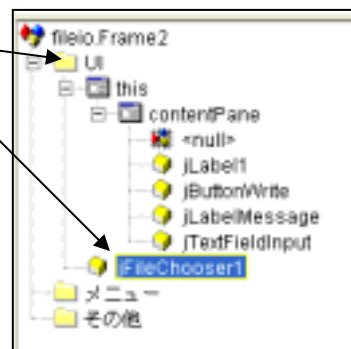 fileio.Frame2
UI
this
contentPane
<null>
jLabel1
jButtonWrite
jLabelMessage
jTextFieldInput
jFileChooser1
メニュー
その他